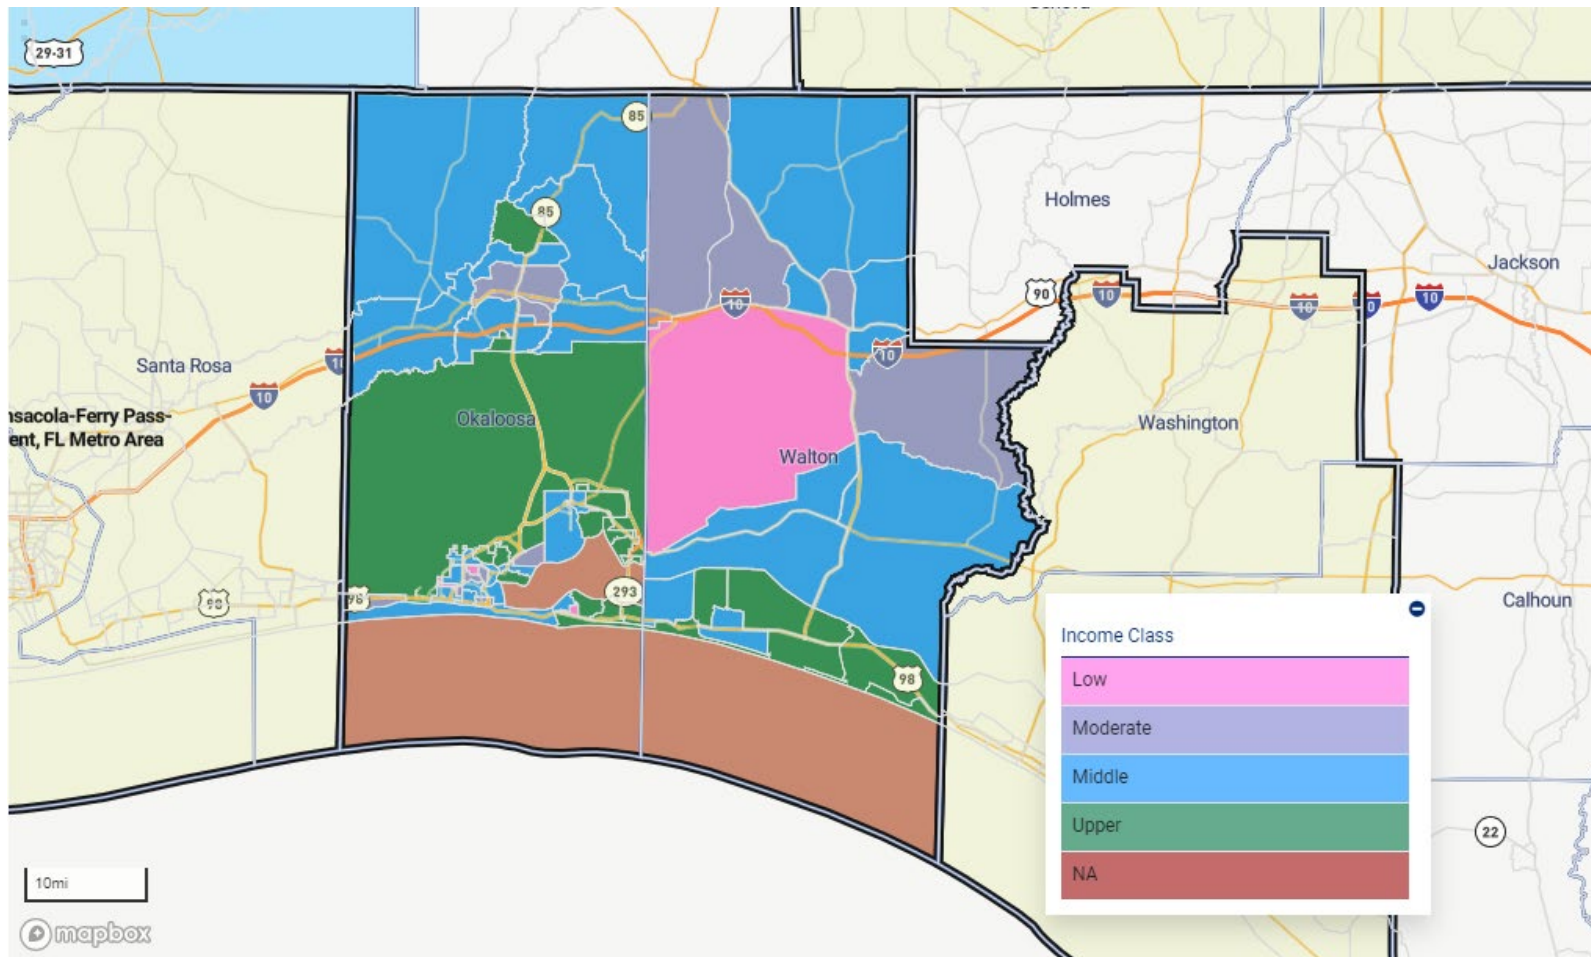 29-31
85
Holmes
Jackson
85
90
10
10
10
10
10
10
Santa Rosa
10
nsacola-Ferry Pass-
ent, FL Metro Area
Okaloosa
Washington
Walton
98
98
293
Calhoun
98
Income Class
Low
Moderate
Middle
Upper
NA
22
10mi
mapbox